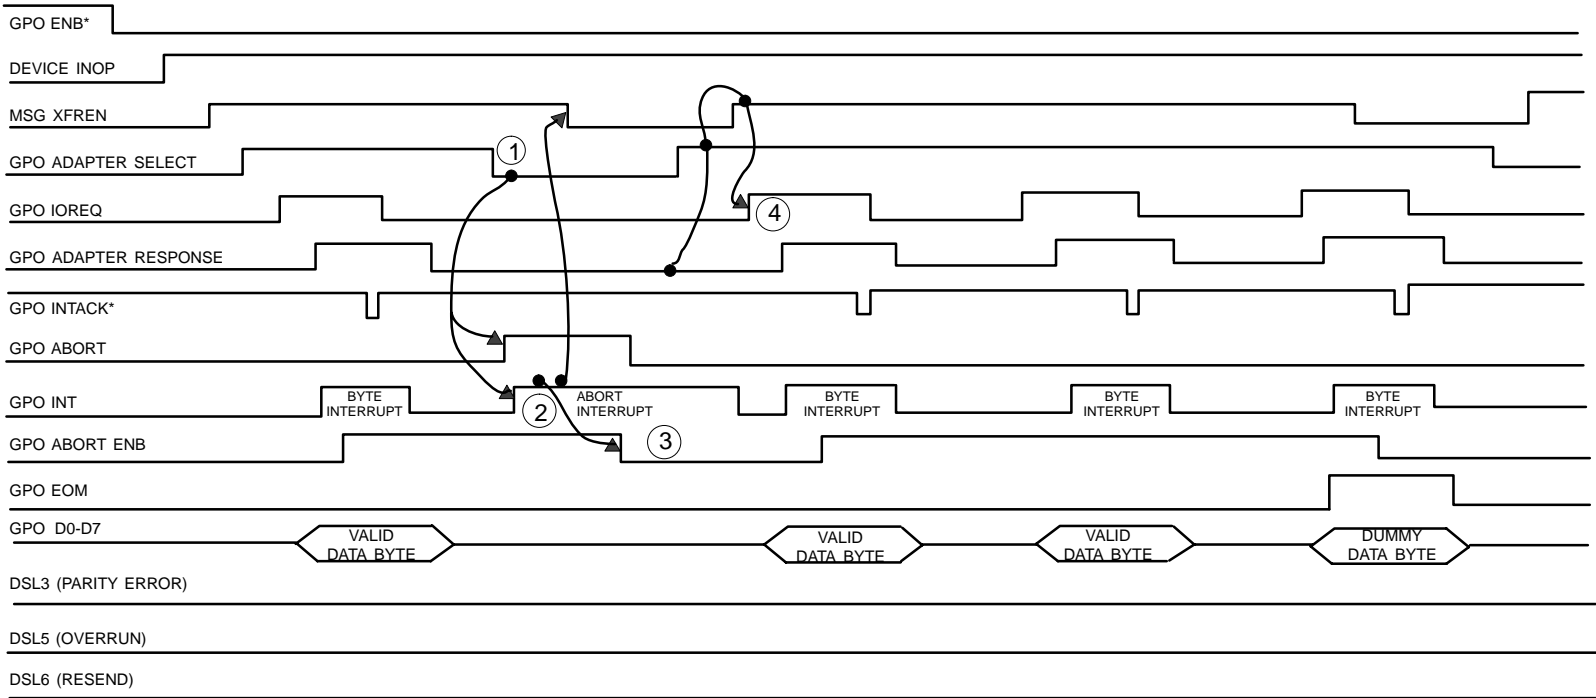 GPO ENB*
DEVICE INOP
MSG XFREN
GPO ADAPTER SELECT
1
GPO IOREQ
4
GPO ADAPTER RESPONSE
GPO INTACK*
GPO ABORT
GPO INT
BYTE
INTERRUPT
2
ABORT
INTERRUPT
BYTE
INTERRUPT
BYTE
INTERRUPT
BYTE
INTERRUPT
GPO ABORT ENB
3
GPO EOM
GPO D0-D7
VALID
DATA BYTE
VALID
DATA BYTE
VALID
DATA BYTE
DUMMY
DATA BYTE
DSL3 (PARITY ERROR)
DSL5 (OVERRUN)
DSL6 (RESEND)